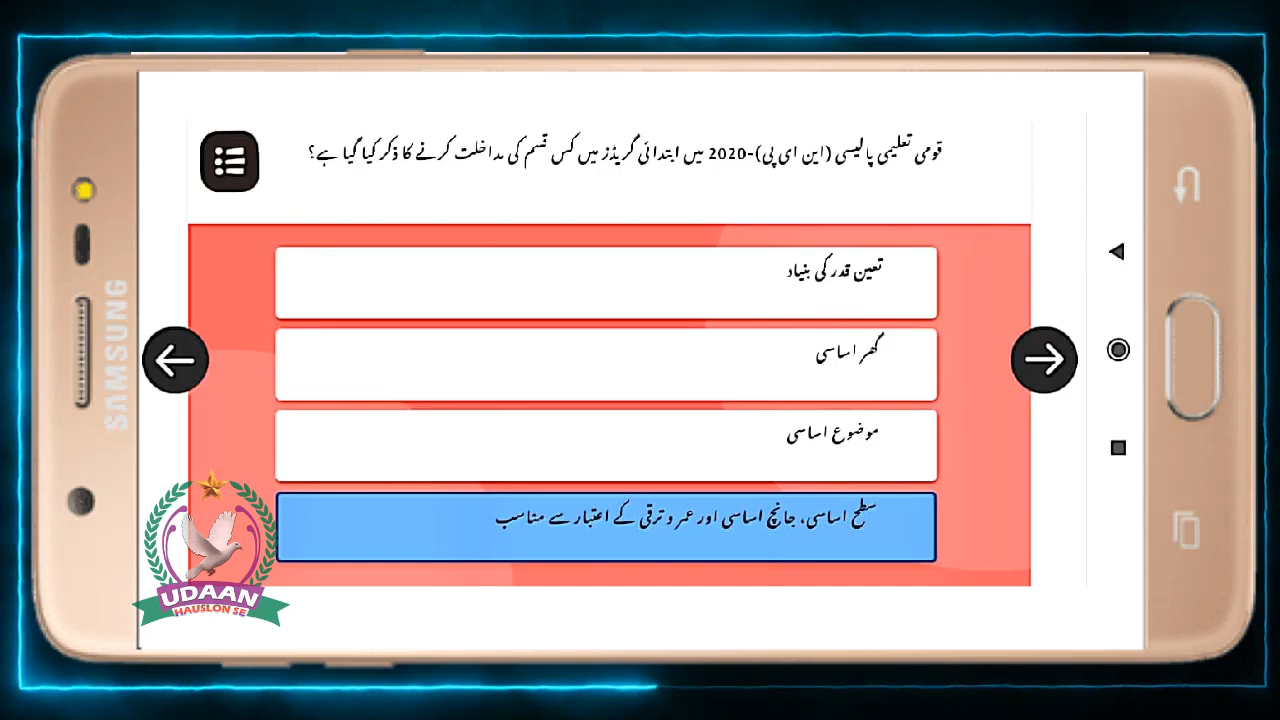 قومی تعلیمی پالیسی (این ای پی)-2020 میں ابتدائی گریڈز میں کس قسم کی مداخلت کرنے کا ذکر کیا گیا ہے؟
تعین قدر کی بنیاد
گھر اساسی
موضوع اساسی
سطح اساسی، جانچ اساسی اور عمر و ترقی کے اعتبار سے مناسب
SAMSUNG
UDAAN
HAUSLON SE